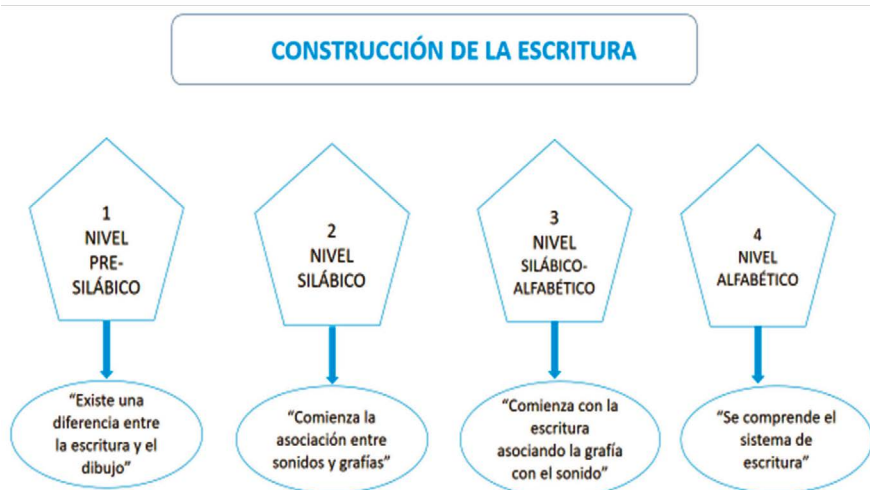 CONSTRUCCIÓN DE LA ESCRITURA
1
NIVEL
PRE-
SILÁBICO
2
NIVEL
SILÁBICO
3
NIVEL
SILÁBICO-
ALFABÉTICO
4
NIVEL
ALFABÉTICO
“Existe una
diferencia entre
la escritura y el
dibujo”
“Comienza la
asociación entre
sonidos y grafías”
“Comienza con la
escritura
asociando la grafía
con el sonido”
“Se comprende el
sistema de
escritura”